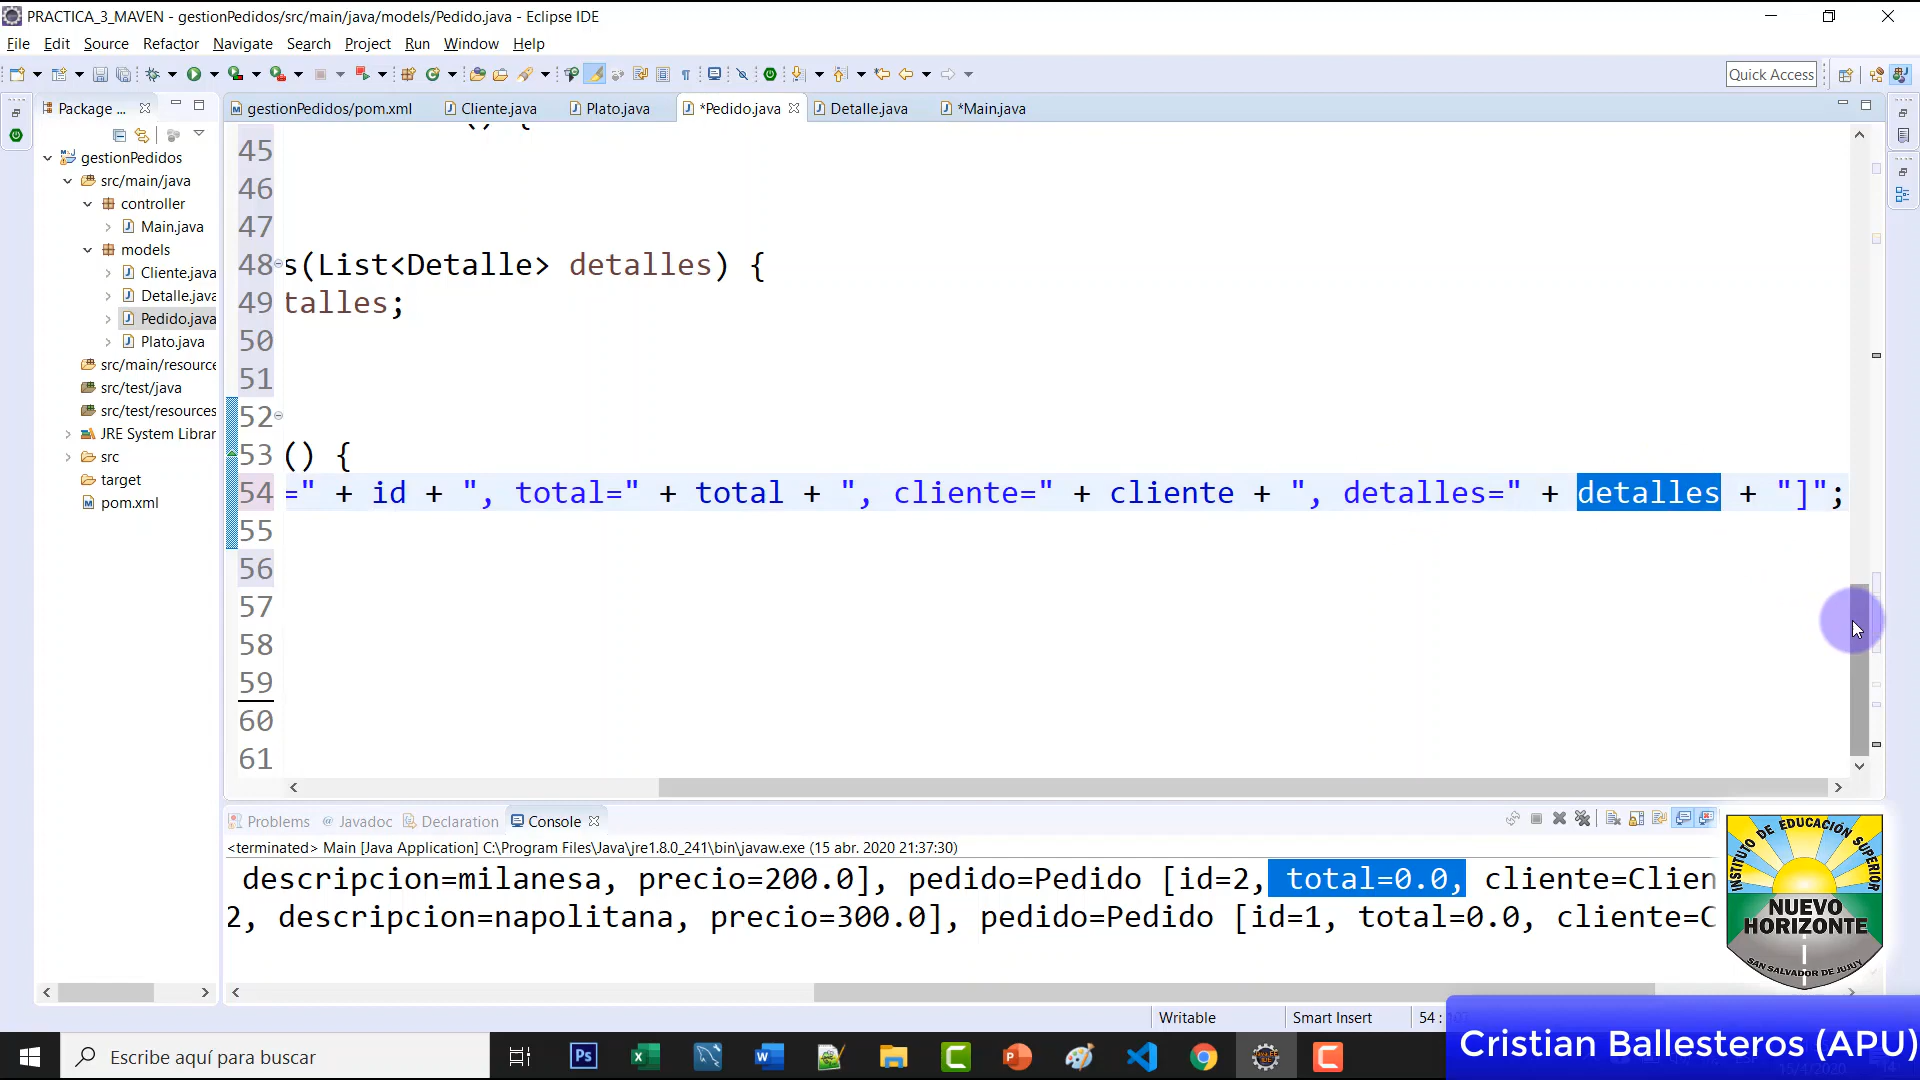 PRACTICA_3_MAVEN - gestionPedidos/src/main/java/models/Pedido.java - Eclipse IDE
File Edit Source Refactor Navigate Search Project Run Window Help
Quick Access
Package ...
gestionPedidos/pom.xml Cliente.java Plato.java *Pedido.java Detalle.java *Main.java
gestionPedidos
src/main/java
controller
Main.java
models
Cliente.java
Detalle.java
Pedido.java
Plato.java
src/main/resource
src/test/java
src/test/resources
JRE System Librar
src
target
pom.xml
45
46
47
48 s(List<Detalle> detalles) {
49 talles;
50
51
52
53 () {
54 =" + id + ", total=" + total + ", cliente=" + cliente + ", detalles=" + detalles + "]";
55
56
57
58
59
60
61
Problems Javadoc Declaration Console
<terminated> Main [Java Application] C:\Program Files\Java\jre1.8.0_241\bin\javaw.exe (15 abr. 2020 21:37:30)
descripcion=milanesa, precio=200.0], pedido=Pedido [id=2, total=0.0, cliente=Clien
2, descripcion=napolitana, precio=300.0], pedido=Pedido [id=1, total=0.0, cliente=C
INSTITUTO DE EDUCACIÓN SUPERIOR
NUEVO
HORIZONTE
SAN SALVADOR DE JUJUY
Writable Smart Insert 54 :
Cristian Ballesteros (APU)
Escribe aquí para buscar